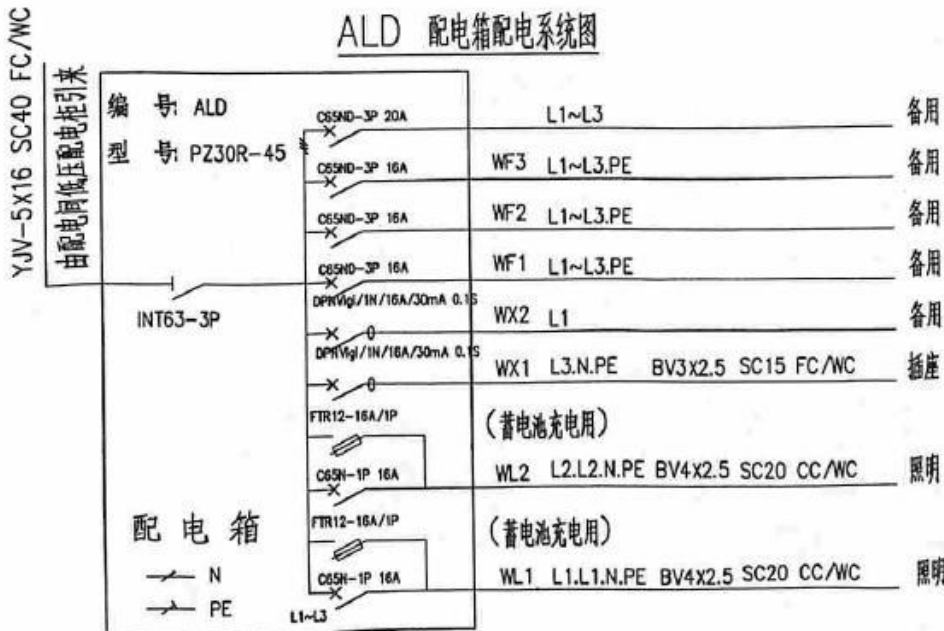 ALD 配电箱配电系统图
YJV-5X16 SC40 FC/WC
由配电间低压配电柜引来
编 号: ALD
型 号: PZ30R-45
INT63-3P
C65ND-3P 20A
L1~L3
备用
C65ND-3P 16A
WF3 L1~L3.PE
备用
C65ND-3P 16A
WF2 L1~L3.PE
备用
C65ND-3P 16A
WF1 L1~L3.PE
备用
DPNVigi/1N/16A/30mA 0.1S
WX2 L1
备用
DPNVigi/1N/16A/30mA 0.1S
WX1 L3.N.PE BV3X2.5 SC15 FC/WC
插座
FTR12-16A/1P
(蓄电池充电用)
C65N-1P 16A
WL2 L2.L2.N.PE BV4X2.5 SC20 CC/WC
照明
FTR12-16A/1P
(蓄电池充电用)
C65N-1P 16A
WL1 L1.L1.N.PE BV4X2.5 SC20 CC/WC
照明
L1~L3
配 电 箱
N
PE